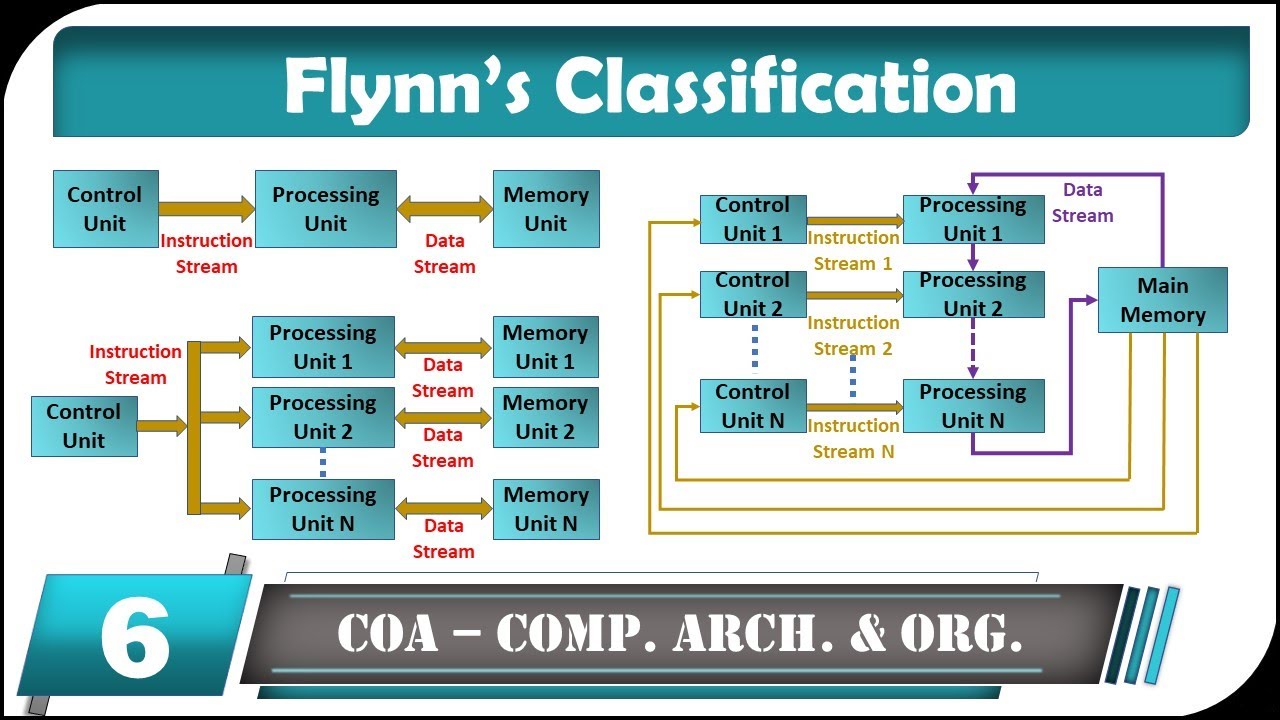 Flynn's Classification
Control
Unit
Instruction
Stream
Processing
Unit
Data
Stream
Memory
Unit
Instruction
Stream
Control
Unit
Processing
Unit 1
Data
Stream
Memory
Unit 1
Processing
Unit 2
Data
Stream
Memory
Unit 2
Processing
Unit N
Data
Stream
Memory
Unit N
Control
Unit 1
Instruction
Stream 1
Processing
Unit 1
Data
Stream
Control
Unit 2
Instruction
Stream 2
Processing
Unit 2
Main
Memory
Control
Unit N
Instruction
Stream N
Processing
Unit N
6
COA – COMP. ARCH. & ORG.